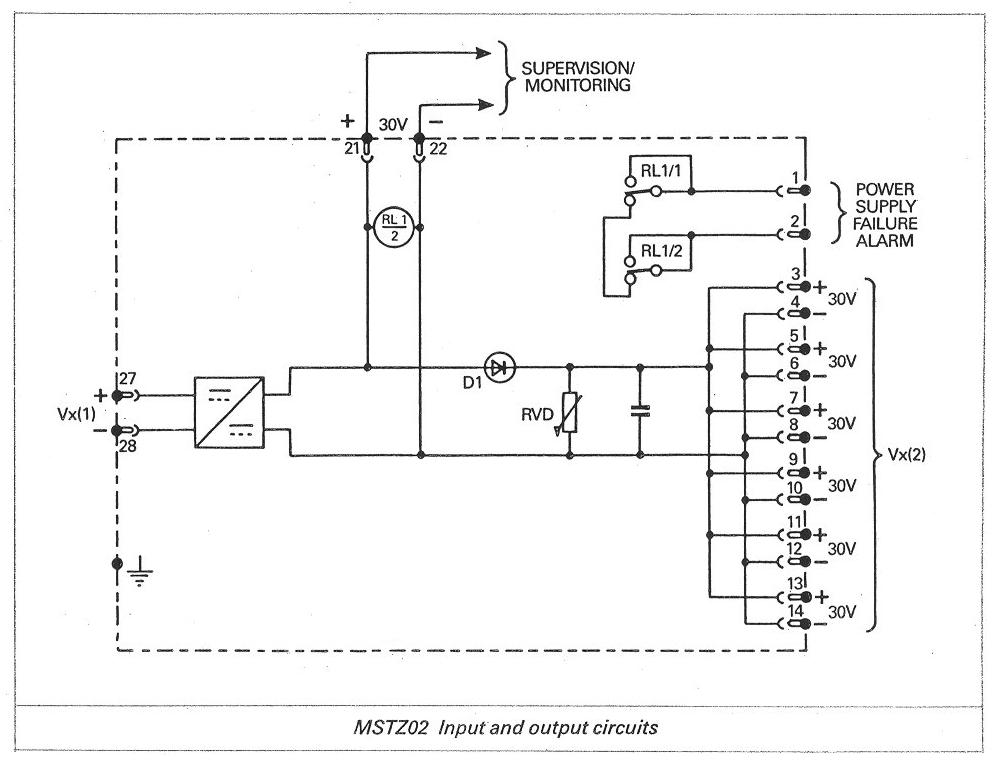 SUPERVISION/
MONITORING
+ 30V −
21 22
RL1/1
1
POWER
SUPPLY
FAILURE
ALARM
2
RL 1
2
RL1/2
3 + 30V
4 −
5 + 30V
6 −
D1
27
+
Vx(1)
−
28
RVD
7 + 30V
8 −
Vx(2)
9 + 30V
10 −
11 + 30V
12 −
13 + 30V
14 −
MSTZ02 Input and output circuits